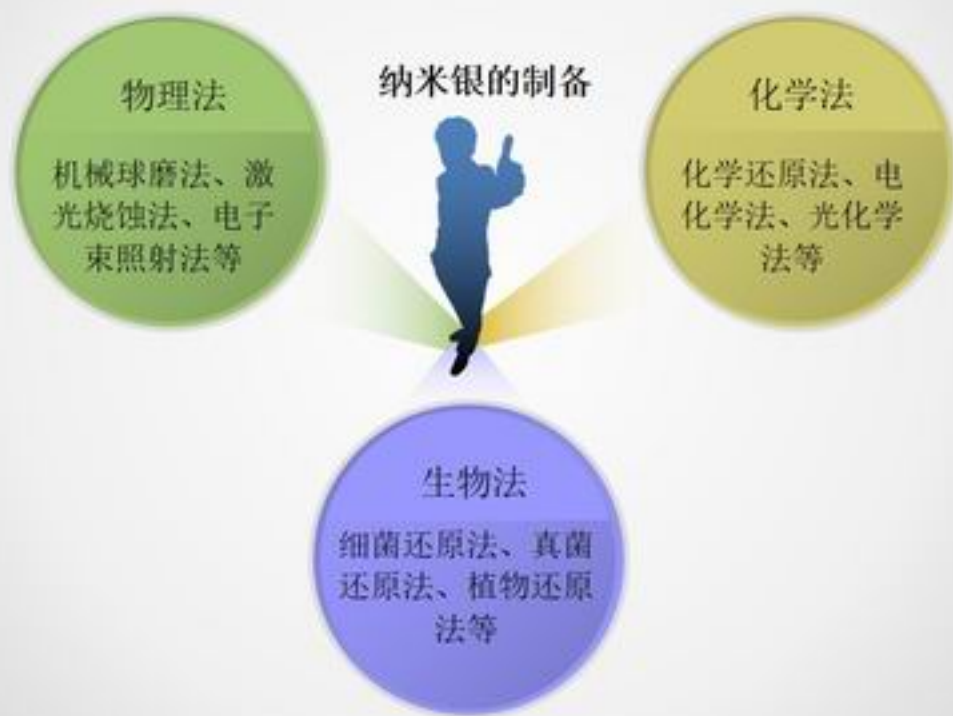 纳米银的制备
物理法
机械球磨法、激
光烧蚀法、电子
束照射法等
化学法
化学还原法、电
化学法、光化学
法等
生物法
细菌还原法、真菌
还原法、植物还原
法等